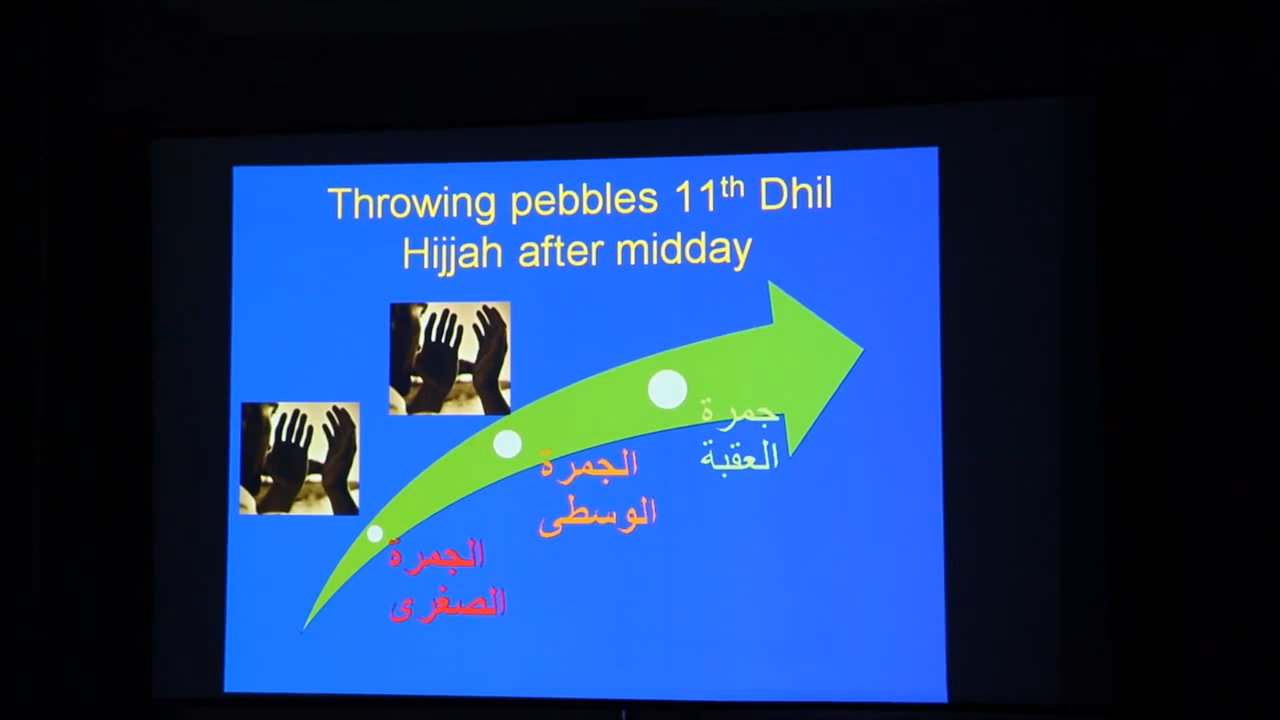 Throwing pebbles 11th Dhil
Hijjah after midday
جمرة
العقبة
الجمرة
الوسطى
الجمرة
الصغرى